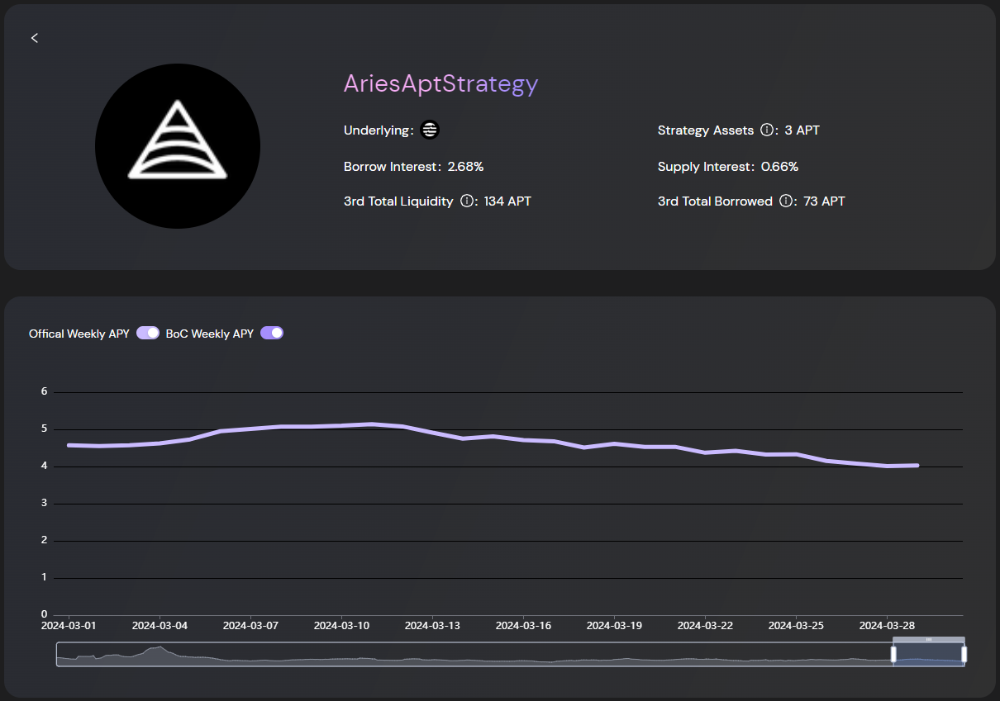 AriesAptStrategy
Underlying:
Strategy Assets : 3 APT
Borrow Interest: 2.68%
Supply Interest: 0.66%
3rd Total Liquidity : 134 APT
3rd Total Borrowed : 73 APT
Offical Weekly APY BoC Weekly APY
6
5
4
3
2
1
0
2024-03-01 2024-03-04 2024-03-07 2024-03-10 2024-03-13 2024-03-16 2024-03-19 2024-03-22 2024-03-25 2024-03-28